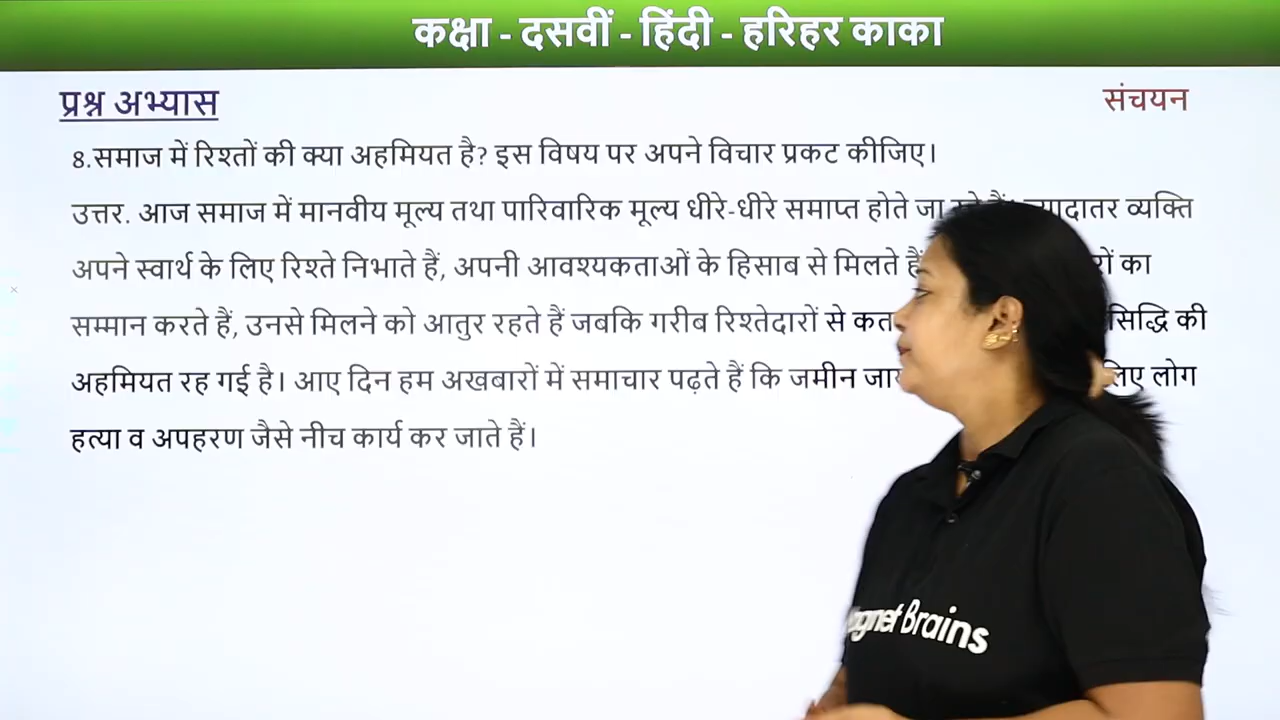 कक्षा - दसवीं - हिंदी - हरिहर काका
प्रश्न अभ्यास
संचयन
8.समाज में रिश्तों की क्या अहमियत है? इस विषय पर अपने विचार प्रकट कीजिए।
उत्तर. आज समाज में मानवीय मूल्य तथा पारिवारिक मूल्य धीरे-धीरे समाप्त होते जा व्यक्ति
अपने स्वार्थ के लिए रिश्ते निभाते हैं, अपनी आवश्यकताओं के हिसाब से मिलते का
सम्मान करते हैं, उनसे मिलने को आतुर रहते हैं जबकि गरीब रिश्तेदारों से सिद्धि की
अहमियत रह गई है। आए दिन हम अखबारों में समाचार पढ़ते हैं कि जमीन लोग
हत्या व अपहरण जैसे नीच कार्य कर जाते हैं।
Brains